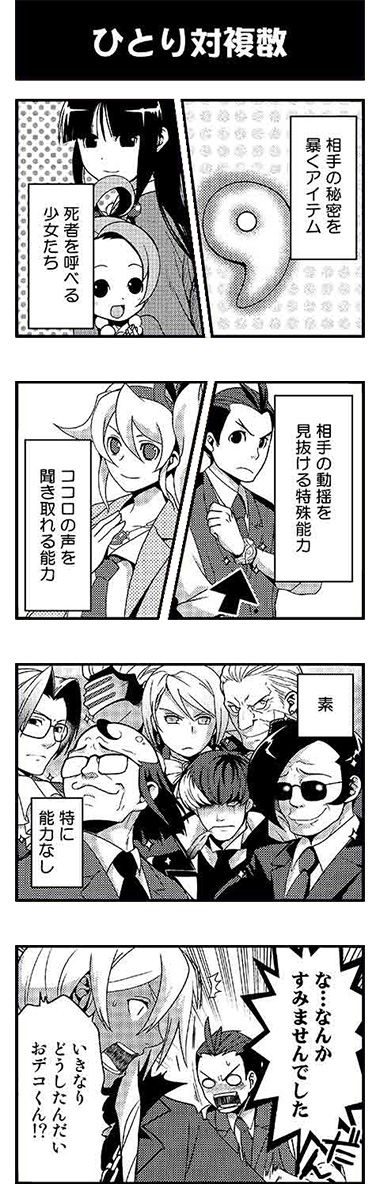 ひとり対複数
相手の秘密を
暴くアイテム
死者を呼べる
少女たち
相手の動揺を
見抜ける特殊能力
ココロの声を
聞き取れる能力
素
特に
能力なし
な…なんか
すみませんでした
いきなり
どうしたんだい
おデコくん!?